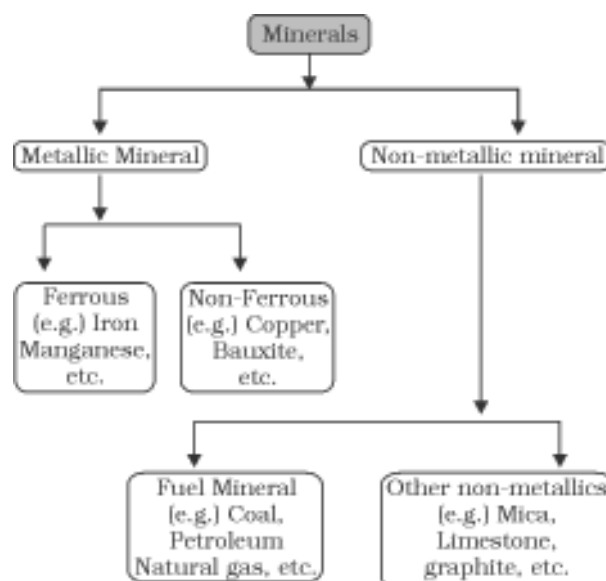 Minerals
Metallic Mineral
Non-metallic mineral
Ferrous
(e.g.) Iron
Manganese,
etc.
Non-Ferrous
(e.g.) Copper,
Bauxite,
etc.
Fuel Mineral
(e.g.) Coal,
Petroleum
Natural gas, etc.
Other non-metallics
(e.g.) Mica,
Limestone,
graphite, etc.